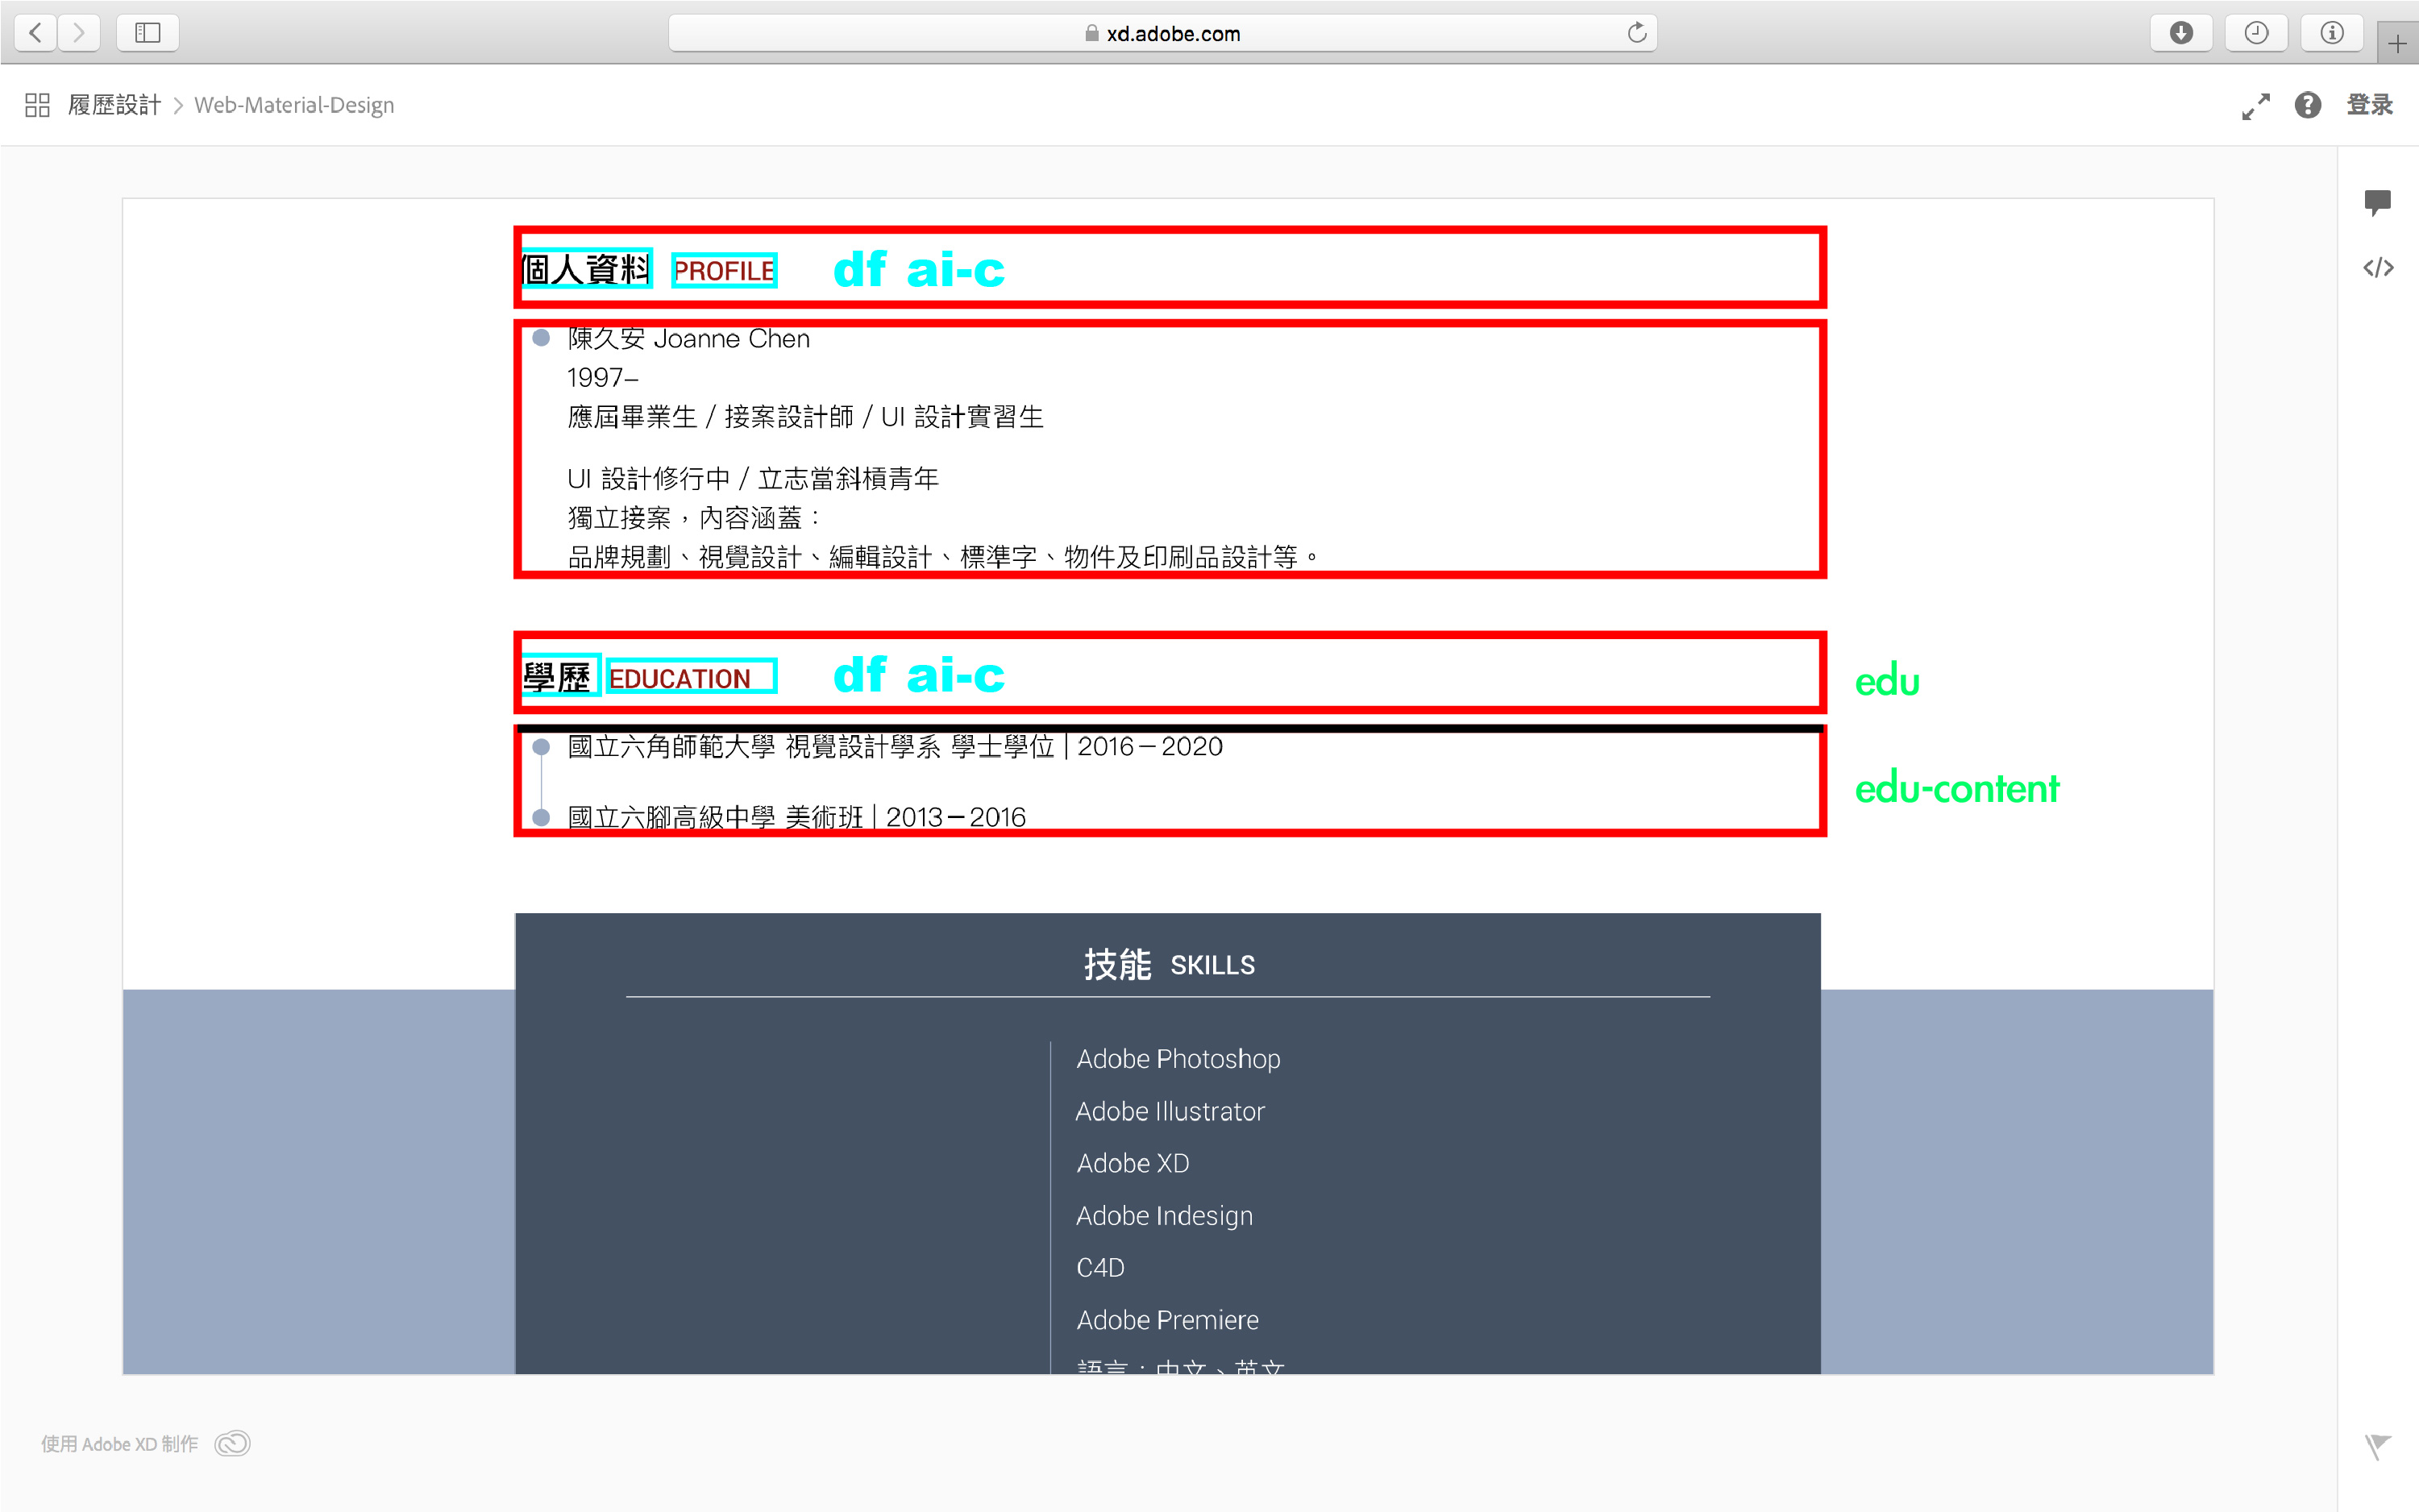 xd.adobe.com
履歷設計 > Web-Material-Design
登录
個人資料 PROFILE df ai-c
陳久安 Joanne Chen
1997–
應屆畢業生 / 接案設計師 / UI 設計實習生
UI 設計修行中 / 立志當斜槓青年
獨立接案，內容涵蓋：
品牌規劃、視覺設計、編輯設計、標準字、物件及印刷品設計等。
學歷 EDUCATION df ai-c edu
國立六角師範大學 視覺設計學系 學士學位 | 2016－2020
edu-content
國立六腳高級中學 美術班 | 2013－2016
技能 SKILLS
Adobe Photoshop
Adobe Illustrator
Adobe XD
Adobe Indesign
C4D
Adobe Premiere
語言：中文、英文
使用 Adobe XD 制作